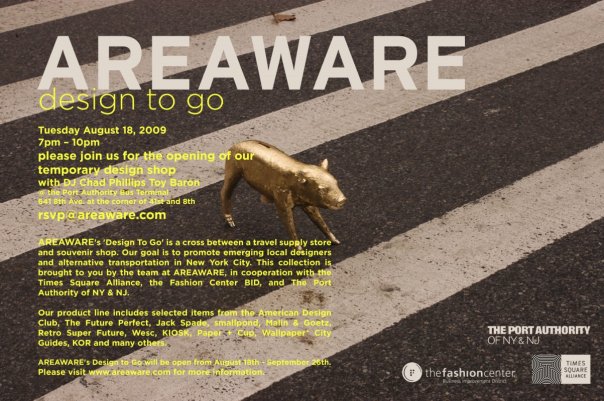 AREAWARE
design to go
Tuesday August 18, 2009
7pm – 10pm
please join us for the opening of our
temporary design shop
with DJ Chad Phillips Toy Baron
@ the Port Authority Bus Terminal
641 8th Ave. at the corner of 41st and 8th
rsvp@areaware.com
AREAWARE's 'Design To Go' is a cross between a travel supply store
and souvenir shop. Our goal is to promote emerging local designers
and alternative transportation in New York City. This collection is
brought to you by the team at AREAWARE, in cooperation with the
Times Square Alliance, the Fashion Center BID, and The Port
Authority of NY & NJ.
Our product line includes selected items from the American Design
Club, The Future Perfect, Jack Spade, smallpond, Malin & Goetz,
Retro Super Future, Wesc, KIOSK, Paper + Cup, Wallpaper* City
Guides, KOR and many others.
AREAWARE's Design to Go will be open from August 18th - September 26th.
Please visit www.areaware.com for more information.
THE PORT AUTHORITY
OF NY & NJ
thefashioncenter
Business Improvement District
TIMES
SQUARE
ALLIANCE